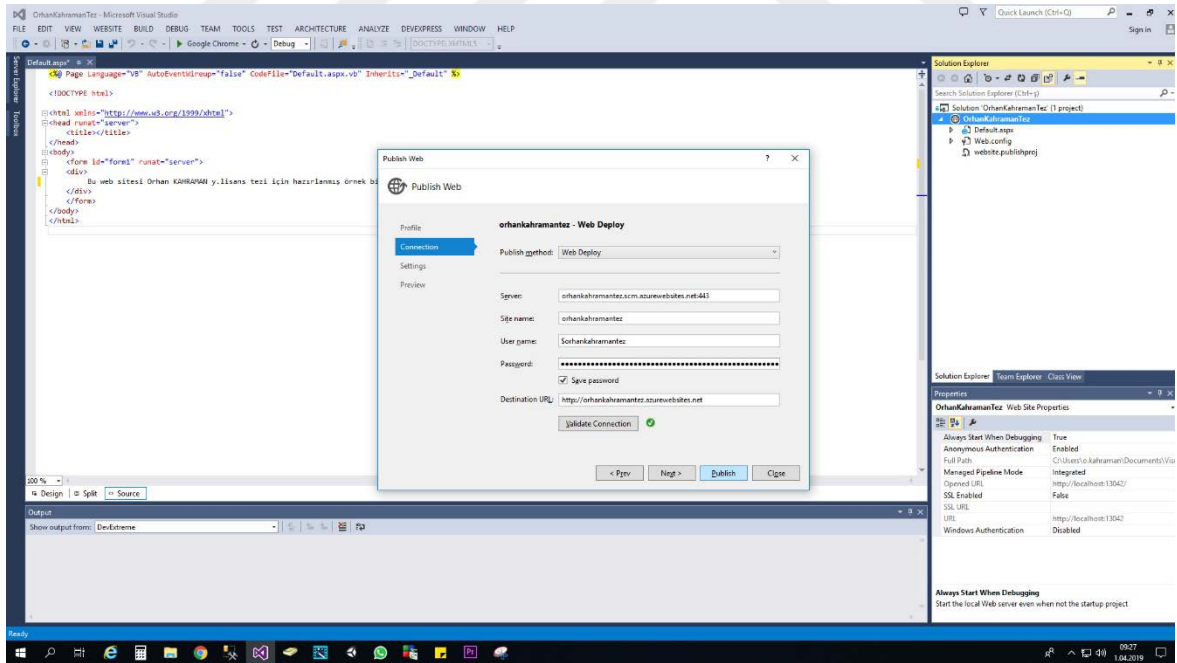 OrhanKahramanTez - Microsoft Visual Studio
Quick Launch (Ctrl+Q)
FILE EDIT VIEW WEBSITE BUILD DEBUG TEAM TOOLS TEST ARCHITECTURE ANALYZE DEVEXPRESS WINDOW HELP
Sign in
Google Chrome
Debug
DOCTYPE: XHTML5
Server Explorer
Toolbox
Default.aspx*
<%@ Page Language="VB" AutoEventWireup="false" CodeFile="Default.aspx.vb" Inherits="_Default" %>
<!DOCTYPE html>
<html xmlns="http://www.w3.org/1999/xhtml">
<head runat="server">
<title></title>
</head>
<body>
<form id="form1" runat="server">
<div>
Bu web sitesi Orhan KAHRAMAN y.lisans tezi için hazırlanmış örnek bi
</div>
</form>
</body>
</html>
100 %
Design Split Source
Publish Web
? X
Publish Web
Profile
Connection
Settings
Preview
orhankahramantez - Web Deploy
Publish method: Web Deploy
Server: orhankahramantez.scm.azurewebsites.net:443
Site name: orhankahramantez
User name: $orhankahramantez
Password:
Save password
Destination URL: http://orhankahramantez.azurewebsites.net
Validate Connection
< Prev Next > Publish Close
Solution Explorer
Search Solution Explorer (Ctrl+ş)
Solution 'OrhanKahramanTez' (1 project)
OrhanKahramanTez
Default.aspx
Web.config
website.publishproj
Solution Explorer Team Explorer Class View
Properties
OrhanKahramanTez Web Site Properties
Always Start When Debugging True
Anonymous Authentication Enabled
Full Path C:\Users\o.kahraman\Documents\Vis
Managed Pipeline Mode Integrated
Opened URL http://localhost:13042/
SSL Enabled False
SSL URL
URL http://localhost:13042
Windows Authentication Disabled
Always Start When Debugging
Start the local Web server even when not the startup project
Output
Show output from: DevExtreme
Ready
09:27
1.04.2019